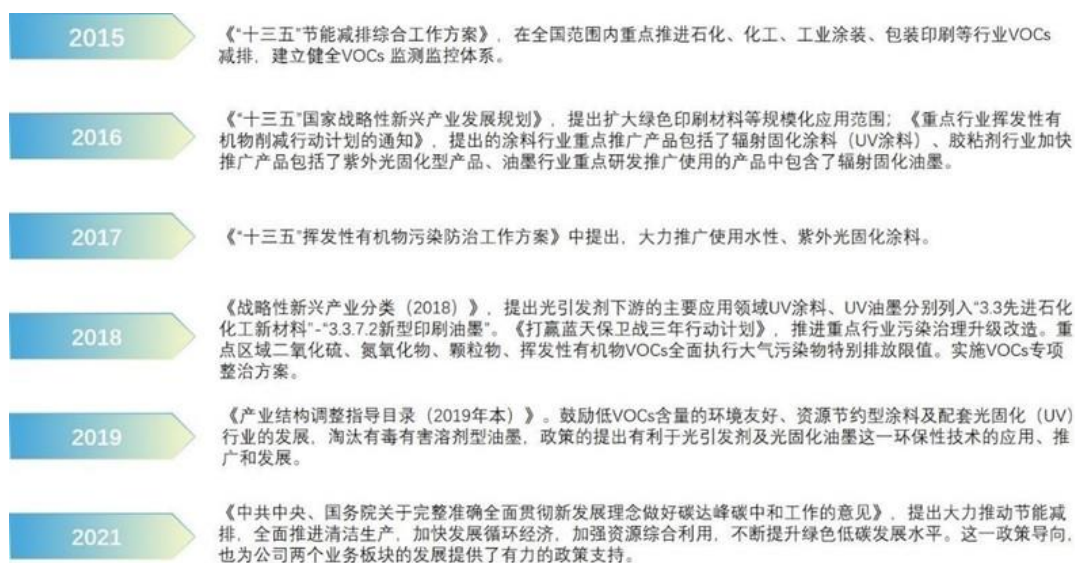 2015
《“十三五”节能减排综合工作方案》，在全国范围内重点推进石化、化工、工业涂装、包装印刷等行业VOCs
减排，建立健全VOCs 监测监控体系。
2016
《“十三五”国家战略性新兴产业发展规划》，提出扩大绿色印刷材料等规模化应用范围；《重点行业挥发性有
机物削减行动计划的通知》，提出的涂料行业重点推广产品包括了辐射固化涂料（UV涂料）、胶粘剂行业加快
推广产品包括了紫外光固化型产品、油墨行业重点研发推广使用的产品中包含了辐射固化油墨。
2017
《“十三五”挥发性有机物污染防治工作方案》中提出，大力推广使用水性、紫外光固化涂料。
2018
《战略性新兴产业分类（2018）》，提出光引发剂下游的主要应用领域UV涂料、UV油墨分别列入“3.3先进石化
化工新材料”-“3.3.7.2新型印刷油墨”。《打赢蓝天保卫战三年行动计划》，推进重点行业污染治理升级改造。重
点区域二氧化硫、氮氧化物、颗粒物、挥发性有机物VOCs全面执行大气污染物特别排放限值。实施VOCs专项
整治方案。
2019
《产业结构调整指导目录（2019年本）》。鼓励低VOCs含量的环境友好、资源节约型涂料及配套光固化（UV）
行业的发展，淘汰有毒有害溶剂型油墨，政策的提出有利于光引发剂及光固化油墨这一环保性技术的应用、推
广和发展。
2021
《中共中央、国务院关于完整准确全面贯彻新发展理念做好碳达峰碳中和工作的意见》，提出大力推动节能减
排，全面推进清洁生产，加快发展循环经济，加强资源综合利用，不断提升绿色低碳发展水平。这一政策导向，
也为公司两个业务板块的发展提供了有力的政策支持。